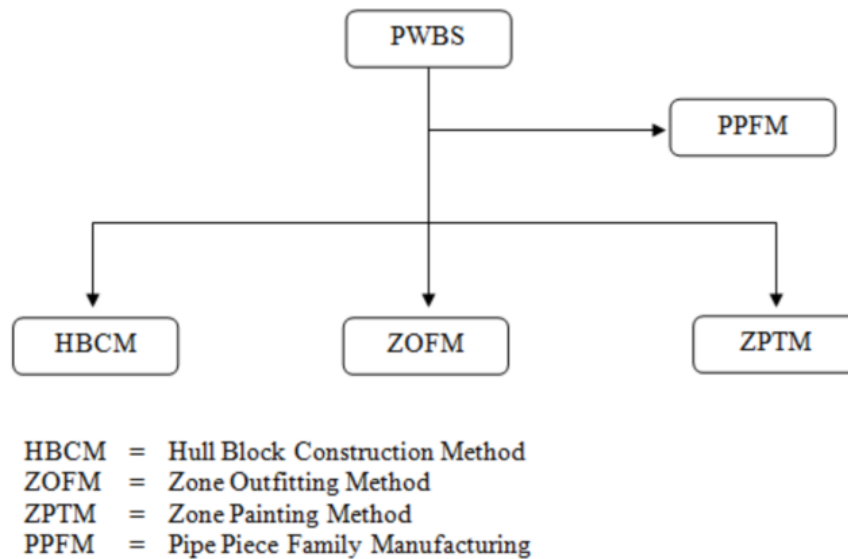 PWBS
PPFM
HBCM
ZOFM
ZPTM
HBCM = Hull Block Construction Method
ZOFM = Zone Outfitting Method
ZPTM = Zone Painting Method
PPFM = Pipe Piece Family Manufacturing